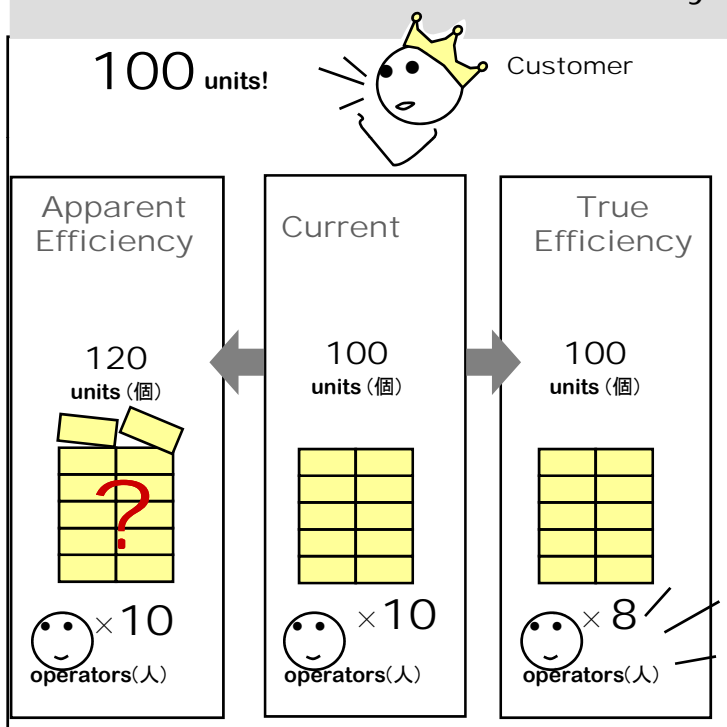 100 units!
Customer
Apparent
Efficiency
120
units (個)
?
×10
operators(人)
Current
100
units (個)
×10
operators(人)
True
Efficiency
100
units (個)
×8
operators(人)